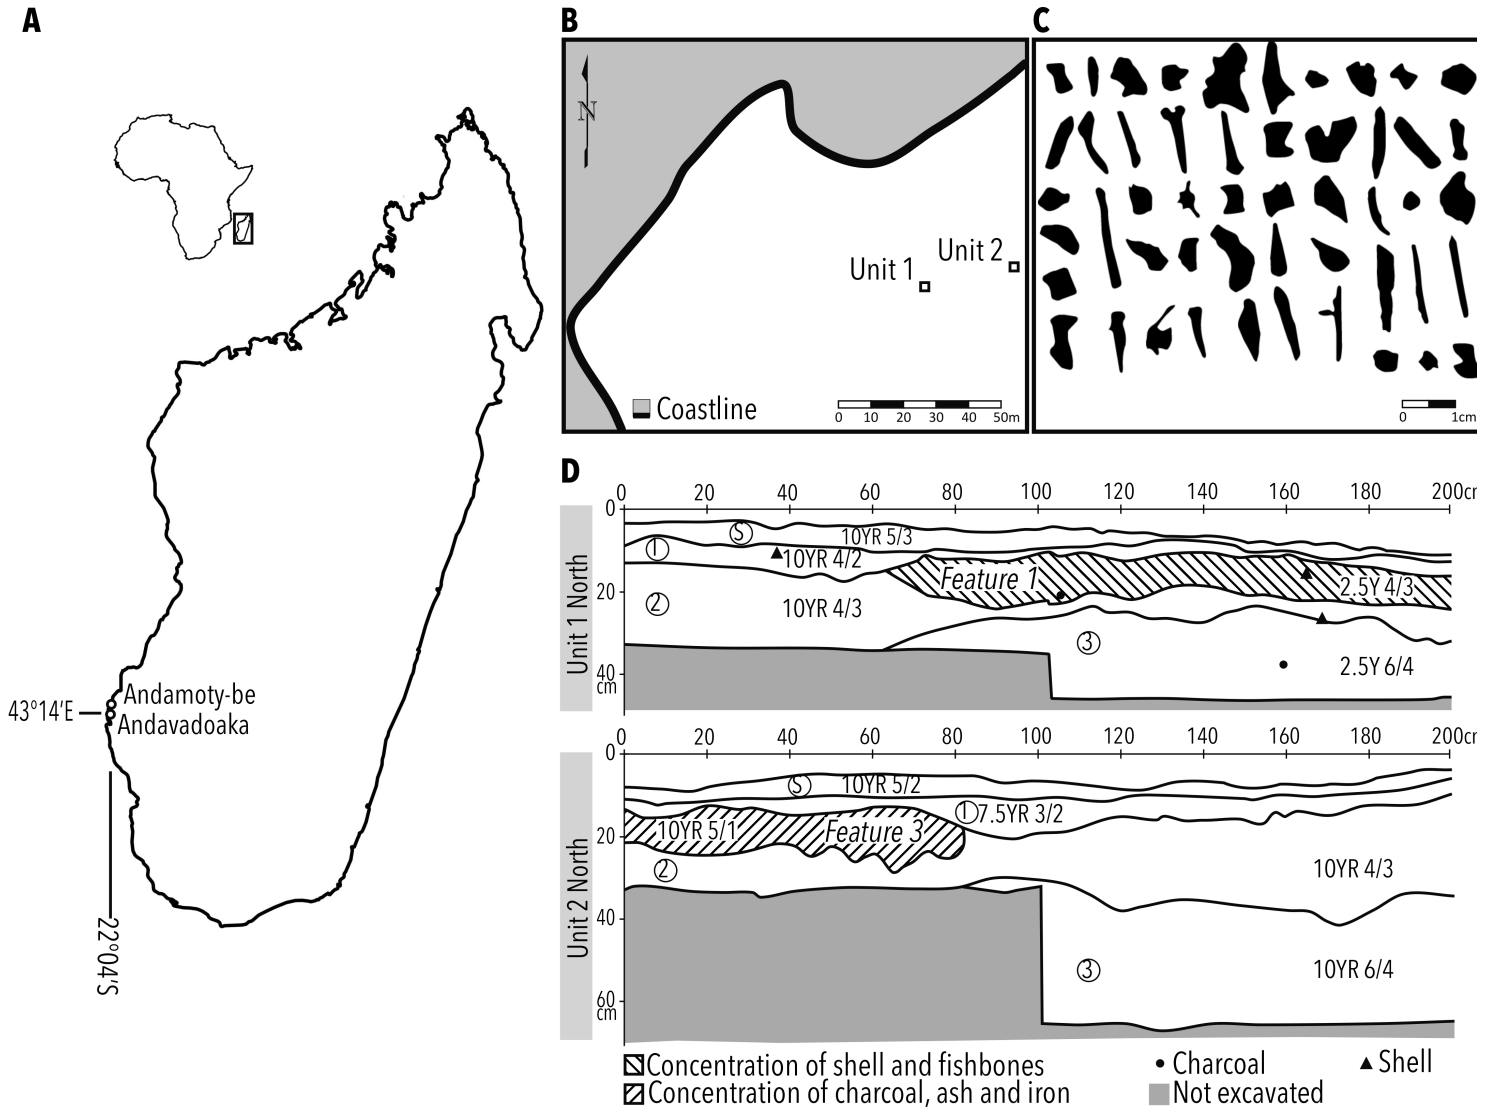 A
Andamoty-be
43°14'E
Andavadoaka
22°04'S
B
N
Unit 1
Unit 2
Coastline
0 10 20 30 40 50m
C
0 1cm
D
0 20 40 60 80 100 120 140 160 180 200cm
Unit 1 North
0
20
40
cm
S
10YR 5/3
1
10YR 4/2
Feature 1
2.5Y 4/3
2
10YR 4/3
3
2.5Y 6/4
0 20 40 60 80 100 120 140 160 180 200cm
Unit 2 North
0
20
40
60
cm
S
10YR 5/2
1
7.5YR 3/2
10YR 5/1
Feature 3
2
10YR 4/3
3
10YR 6/4
Concentration of shell and fishbones
Charcoal
Shell
Concentration of charcoal, ash and iron
Not excavated